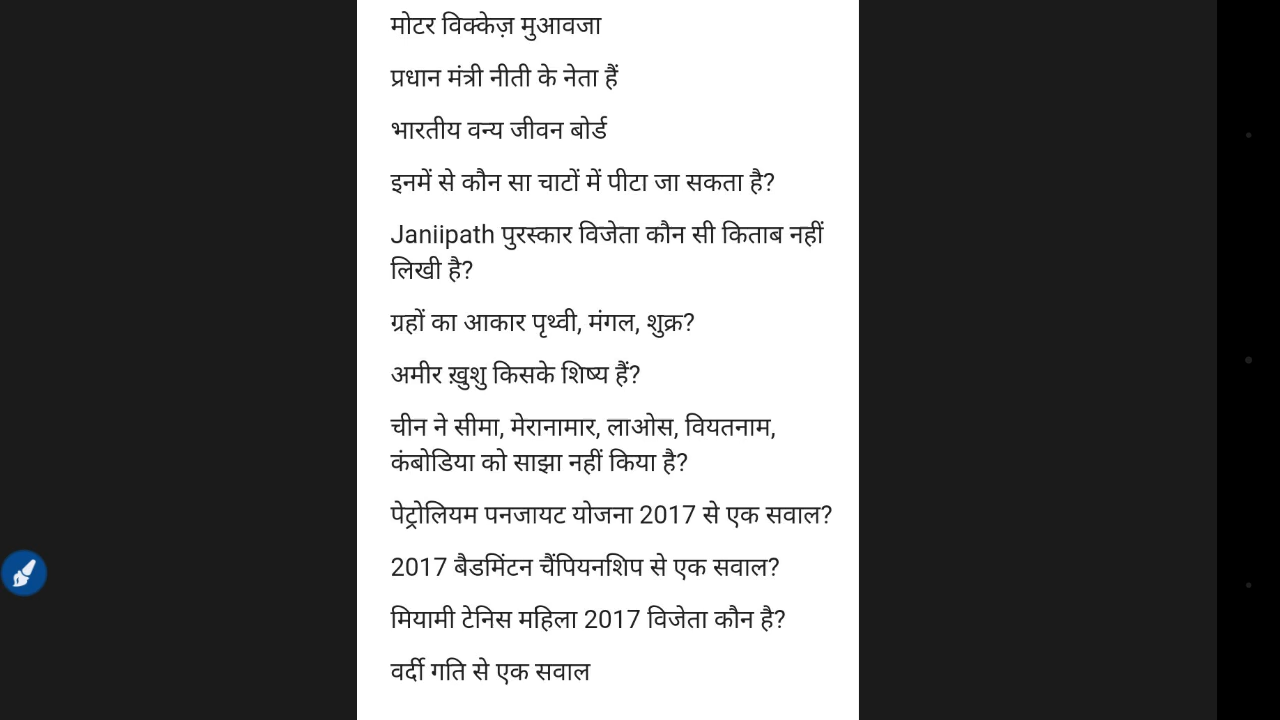 मोटर विक्केज़ मुआवजा
प्रधान मंत्री नीती के नेता हैं
भारतीय वन्य जीवन बोर्ड
इनमें से कौन सा चाटों में पीटा जा सकता है?
Janiipath पुरस्कार विजेता कौन सी किताब नहीं
लिखी है?
ग्रहों का आकार पृथ्वी, मंगल, शुक्र?
अमीर ख़ुशु किसके शिष्य हैं?
चीन ने सीमा, मेरानामार, लाओस, वियतनाम,
कंबोडिया को साझा नहीं किया है?
पेट्रोलियम पनजायट योजना 2017 से एक सवाल?
2017 बैडमिंटन चैंपियनशिप से एक सवाल?
मियामी टेनिस महिला 2017 विजेता कौन है?
वर्दी गति से एक सवाल